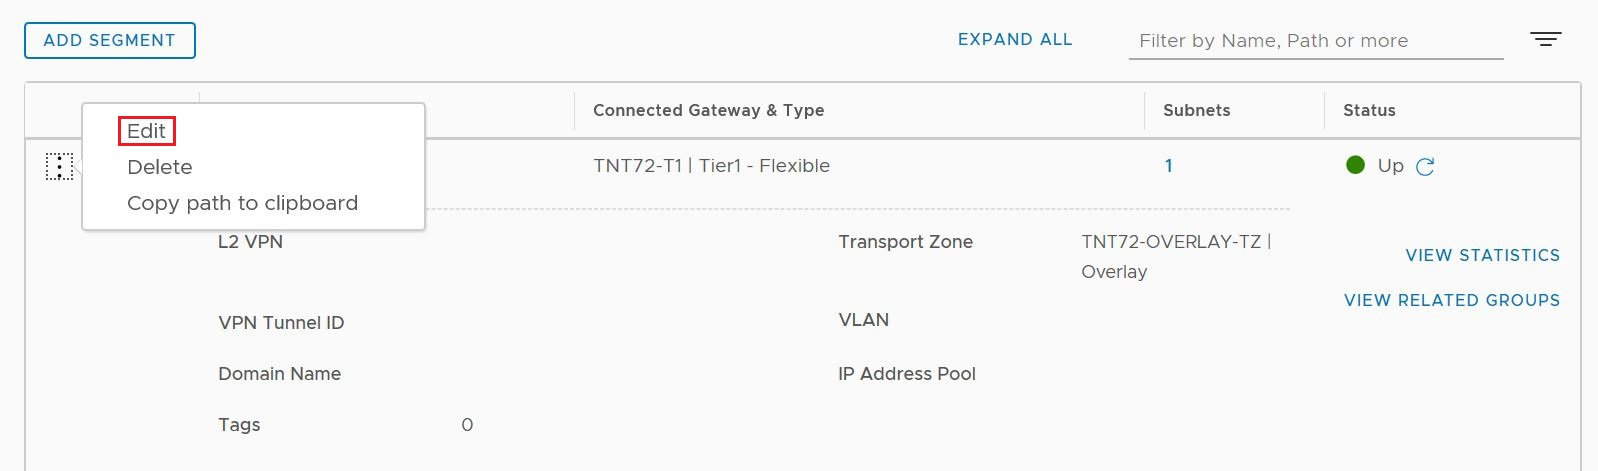 ADD SEGMENT
EXPAND ALL
Filter by Name, Path or more
Connected Gateway & Type
Subnets
Status
Edit
Delete
Copy path to clipboard
TNT72-T1 | Tier1 - Flexible
1
Up
L2 VPN
Transport Zone
TNT72-OVERLAY-TZ |
Overlay
VIEW STATISTICS
VIEW RELATED GROUPS
VPN Tunnel ID
VLAN
Domain Name
IP Address Pool
Tags
0